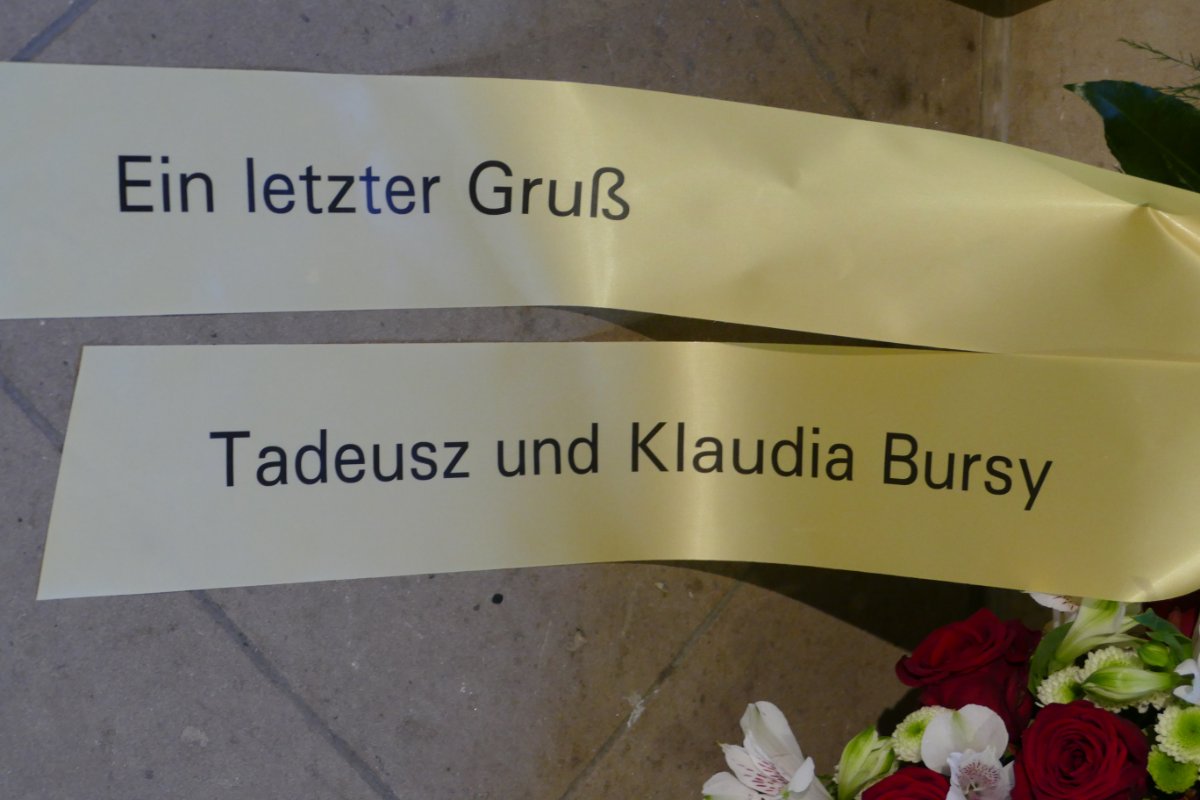 Ein letzter Gruß
Tadeusz und Klaudia Bursy